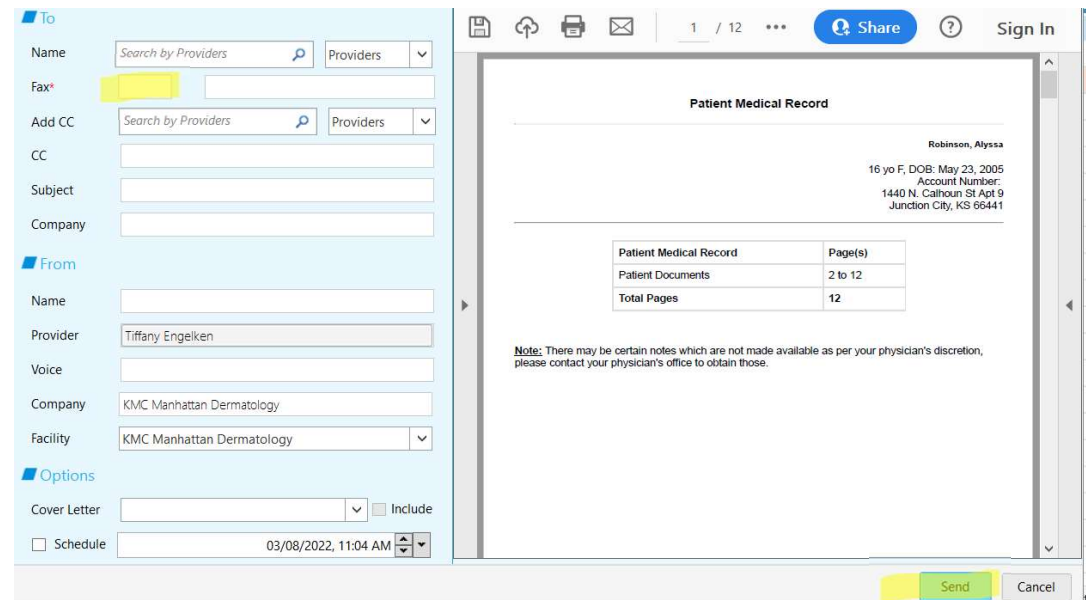 To
Name Search by Providers Providers
Fax*
Add CC Search by Providers Providers
CC
Subject
Company
From
Name
Provider Tiffany Engelken
Voice
Company KMC Manhattan Dermatology
Facility KMC Manhattan Dermatology
Options
Cover Letter Include
Schedule 03/08/2022, 11:04 AM
1 / 12 ••• Share ? Sign In
Patient Medical Record
Robinson, Alyssa
16 yo F, DOB: May 23, 2005
Account Number:
1440 N. Calhoun St Apt 9
Junction City, KS 66441
Patient Medical Record Page(s)
Patient Documents 2 to 12
Total Pages 12
Note: There may be certain notes which are not made available as per your physician's discretion,
please contact your physician's office to obtain those.
Send Cancel